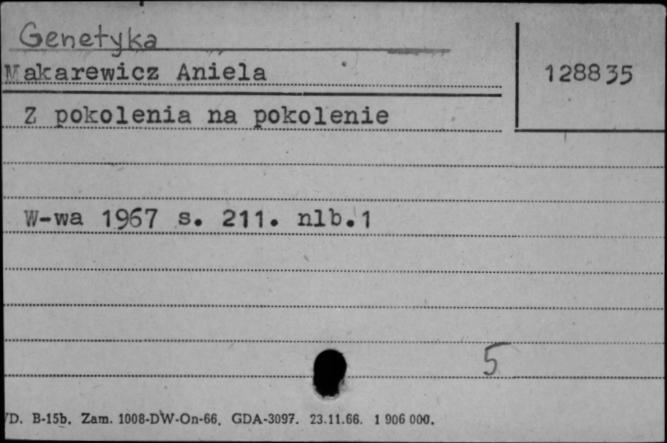 Genetyka
Makarewicz Aniela
128835
Z pokolenia na pokolenie
W-wa 1967 s. 211. nlb.1
5
D. B-15b. Zam. 1008-DW-On-66. GDA-3097. 23.11.66. 1 906 000.